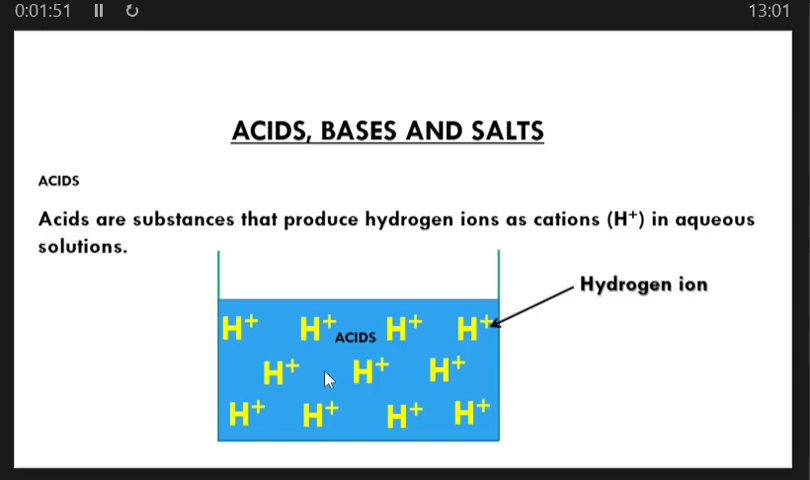 0:01:51
13:01
ACIDS, BASES AND SALTS
ACIDS
Acids are substances that produce hydrogen ions as cations (H⁺) in aqueous
solutions.
Hydrogen ion
H⁺ H⁺ ACIDS H⁺ H⁺
H⁺ H⁺ H⁺
H⁺ H⁺ H⁺ H⁺